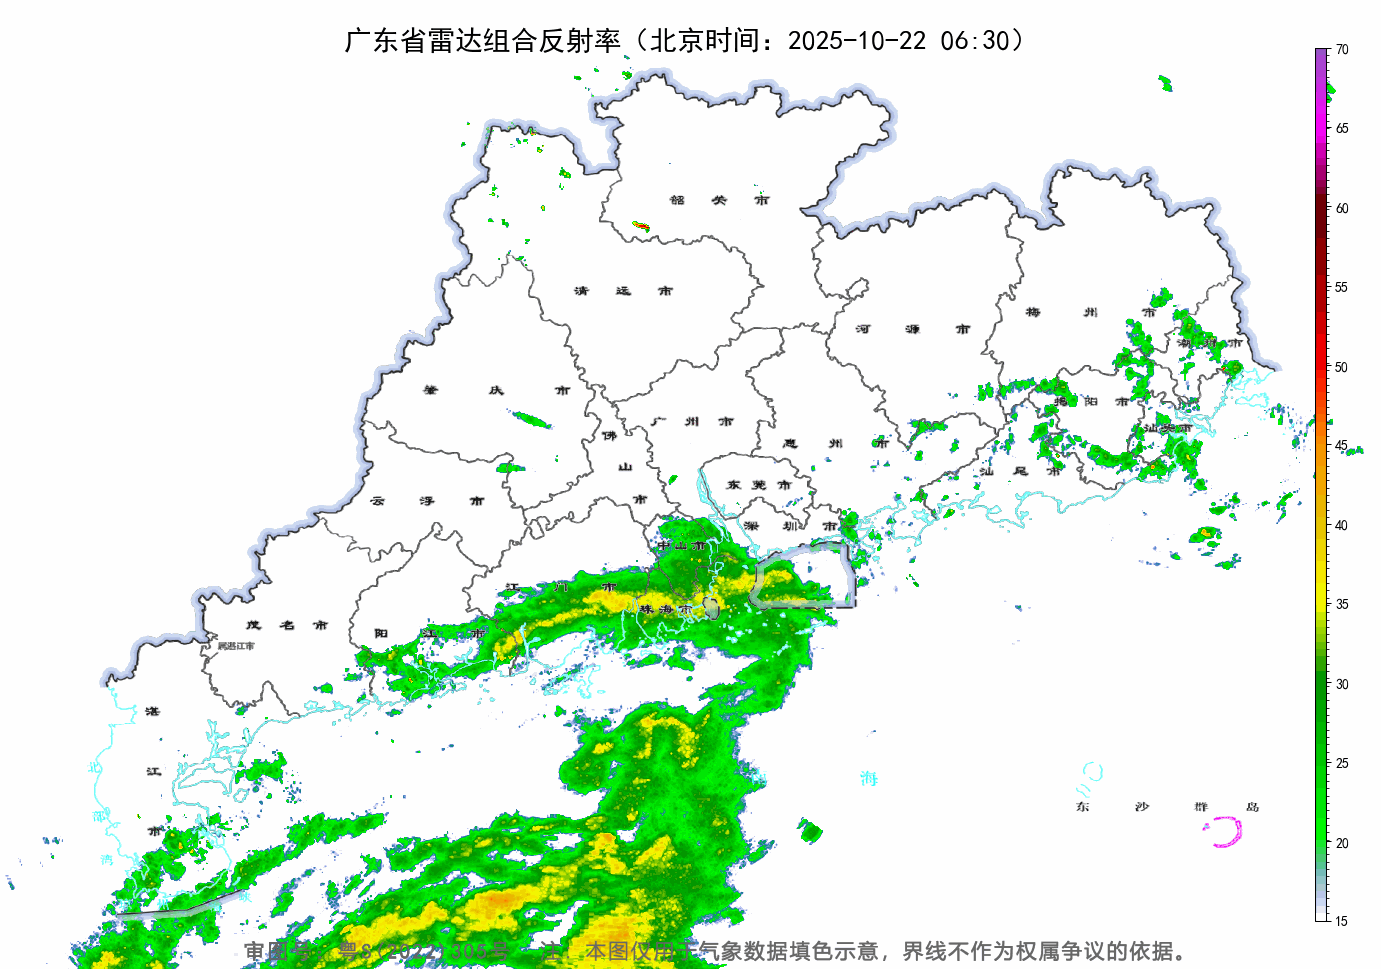 广东省雷达组合反射率（北京时间：2025-10-22 06:30）
70
65
60
55
50
45
40
35
30
25
20
15
韶关市
清远市
河源市
梅州市
潮州市
肇庆市
揭阳市
广州市
汕头市
佛山市
惠州市
汕尾市
云浮市
东莞市
深圳市
中山市
江门市
珠海市
茂名市
阳江市
属湛江市
湛江市
北部湾
海
东沙群岛
审图号：粤S(2022)305号 注：本图仅用于气象数据填色示意，界线不作为权属争议的依据。